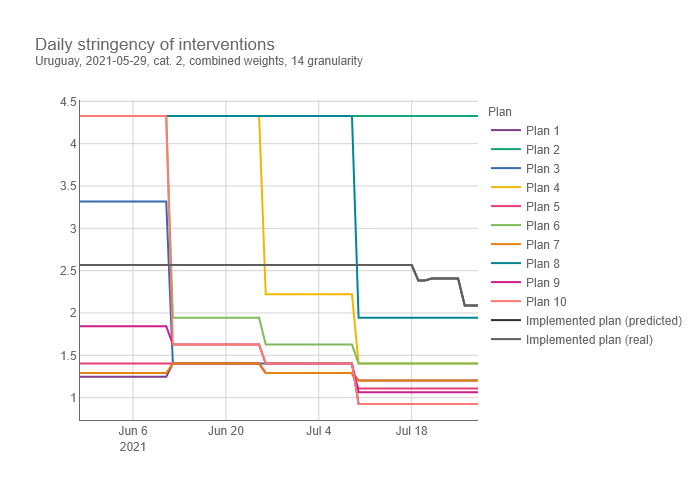 Daily stringency of interventions
Uruguay, 2021-05-29, cat. 2, combined weights, 14 granularity
4.5
4
3.5
3
2.5
2
1.5
1
Jun 6
2021
Jun 20
Jul 4
Jul 18
Plan
Plan 1
Plan 2
Plan 3
Plan 4
Plan 5
Plan 6
Plan 7
Plan 8
Plan 9
Plan 10
Implemented plan (predicted)
Implemented plan (real)